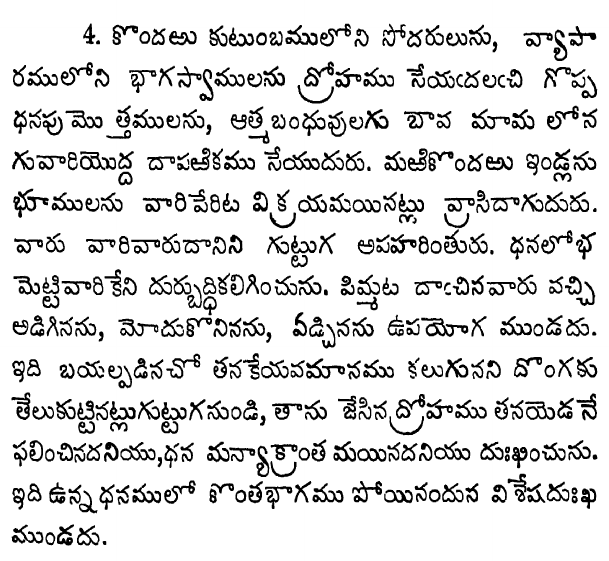 4. కొందఱు కుటుంబములోని సోదరులును, వ్యాపా
రములోని భాగస్వాములను ద్రోహము సేయఁదలఁచి గొప్ప
ధనపు మొత్తములను, ఆత్మబంధువులగు బావ మామ లోన
గువారియొద్ద దాపఱికము సేయుదురు. మఱికొందఱు ఇండ్లను
భూములను వారిపేరిట విక్రయమయినట్లు వ్రాసిదాగుదురు.
వారు వారివారుదానిని గుట్టుగ అపహరింతురు. ధనలోభ
మెట్టివారికేని దుర్బుద్ధికలిగించును. పిమ్మట దాఁచినవారు వచ్చి
అడిగినను, మోదుకొనినను, ఏడ్చినను ఉపయోగ ముండదు.
ఇది బయల్పడినచో తనకేయవమానము కలుగునని దొంగకు
తేలుకుట్టినట్లుగుట్టుగనుండి, తాను జేసిన ద్రోహము తనయెడనే
ఫలించినదనియు,ధన మన్యాక్రాంత మయినదనియు దుఃఖించును.
ఇది ఉన్న ధనములో కొంతభాగము పోయినందున విశేషదుఃఖ
ముండదు.